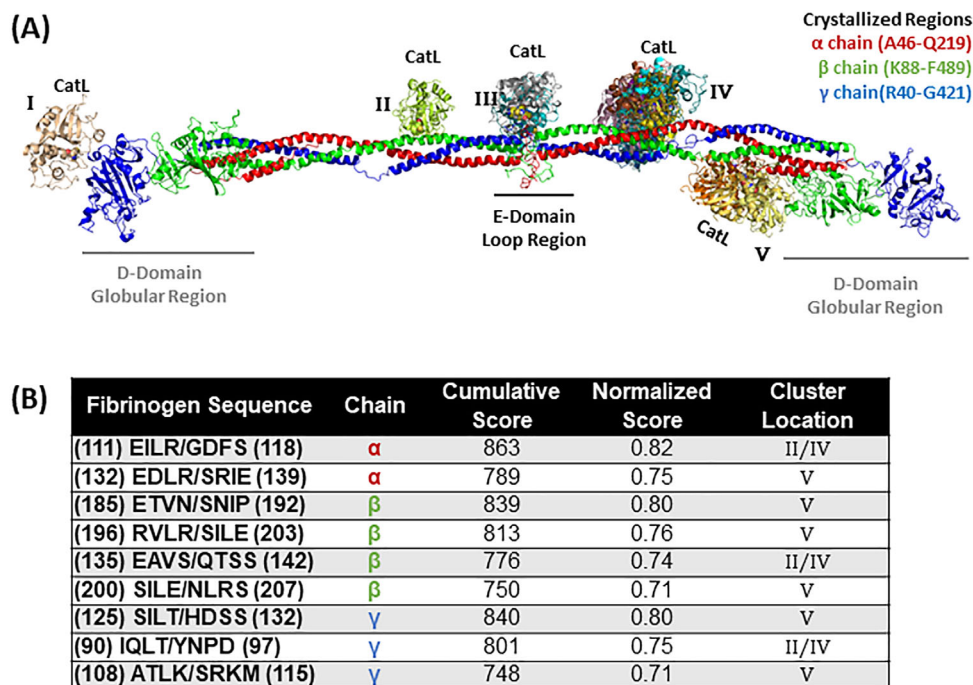 (A)
Crystallized Regions
α chain (A46-Q219)
β chain (K88-F489)
γ chain(R40-G421)
CatL
CatL
CatL
CatL
I
II
III
IV
E-Domain
Loop Region
CatL
V
D-Domain
Globular Region
D-Domain
Globular Region
(B)
Fibrinogen Sequence Chain Cumulative Score Normalized Score Cluster Location
(111) EILR/GDFS (118) α 863 0.82 II/IV
(132) EDLR/SRIE (139) α 789 0.75 V
(185) ETVN/SNIP (192) β 839 0.80 V
(196) RVLR/SILE (203) β 813 0.76 V
(135) EAVS/QTSS (142) β 776 0.74 II/IV
(200) SILE/NLRS (207) β 750 0.71 V
(125) SILT/HDSS (132) γ 840 0.80 V
(90) IQLT/YNPD (97) γ 801 0.75 II/IV
(108) ATLK/SRKM (115) γ 748 0.71 V